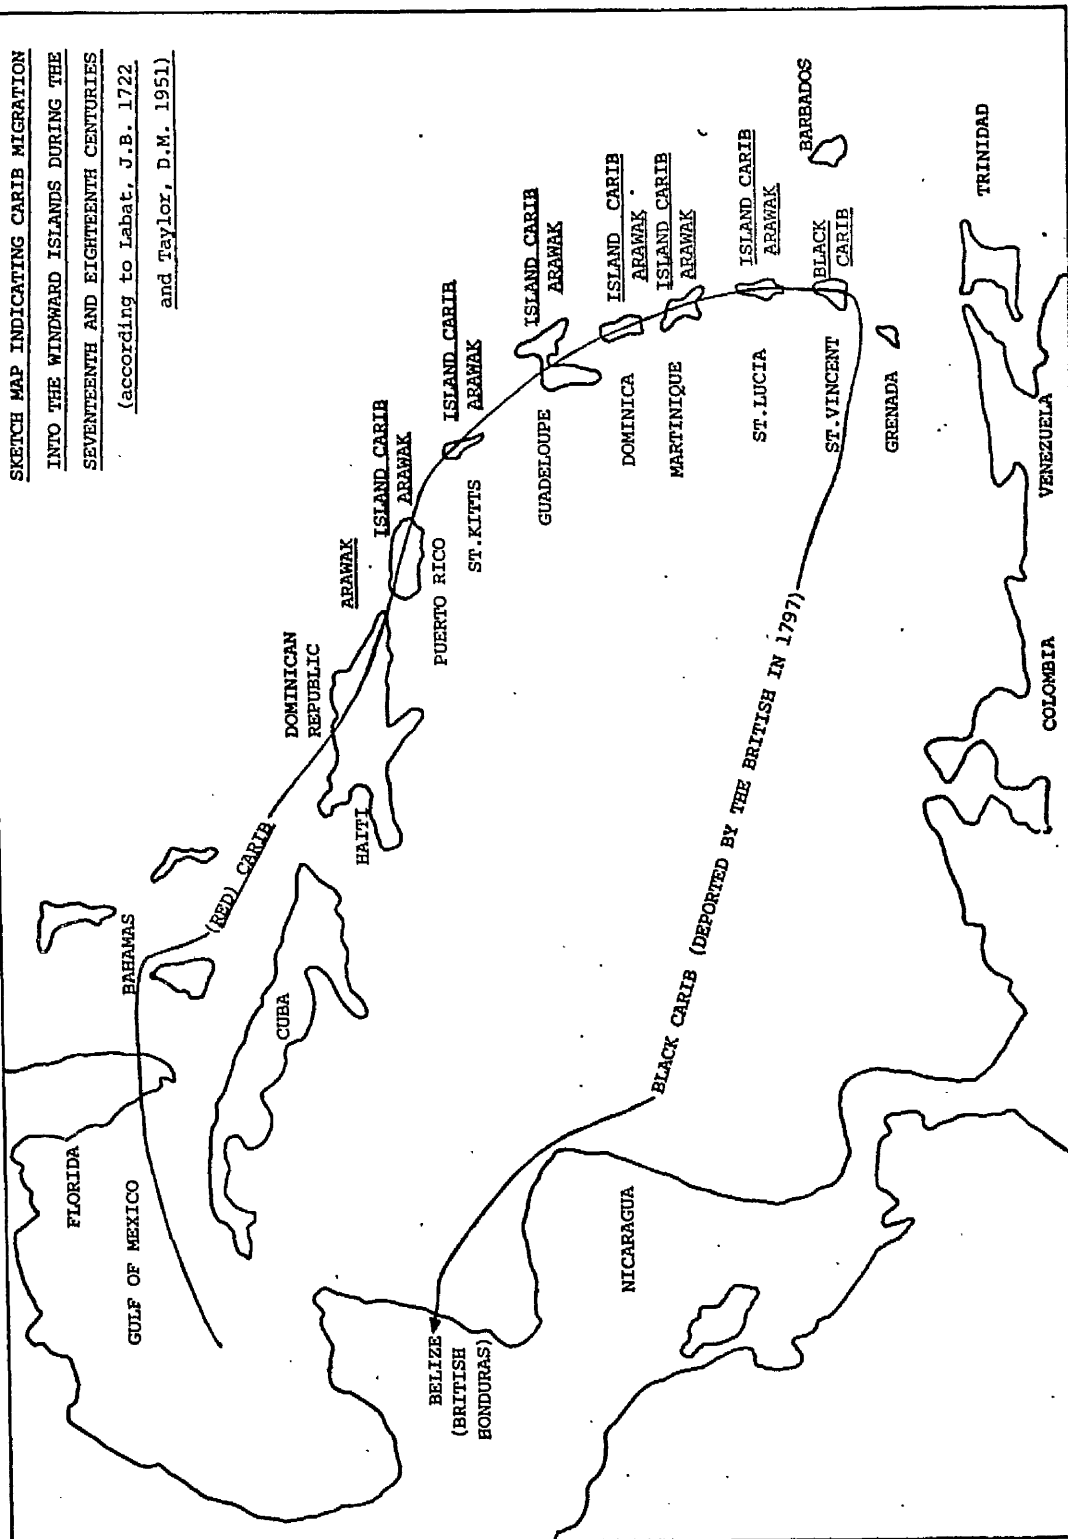 SKETCH MAP INDICATING CARIB MIGRATION
INTO THE WINDWARD ISLANDS DURING THE
SEVENTEENTH AND EIGHTEENTH CENTURIES
(according to Labat, J.B. 1722
and Taylor, D.M. 1951)
FLORIDA
GULF OF MEXICO
BAHAMAS
(RED) CARIB
CUBA
HAITI
DOMINICAN
REPUBLIC
ARAWAK
ISLAND CARIB
ARAWAK
PUERTO RICO
ISLAND CARIB
ARAWAK
ST.KITTS
ISLAND CARIB
ARAWAK
GUADELOUPE
ISLAND CARIB
ARAWAK
DOMINICA
ISLAND CARIB
ARAWAK
MARTINIQUE
ISLAND CARIB
ARAWAK
ST.LUCIA
BLACK
CARIB
ST.VINCENT
BARBADOS
GRENADA
TRINIDAD
VENEZUELA
COLOMBIA
BLACK CARIB (DEPORTED BY THE BRITISH IN 1797)
BELIZE
(BRITISH
HONDURAS)
NICARAGUA